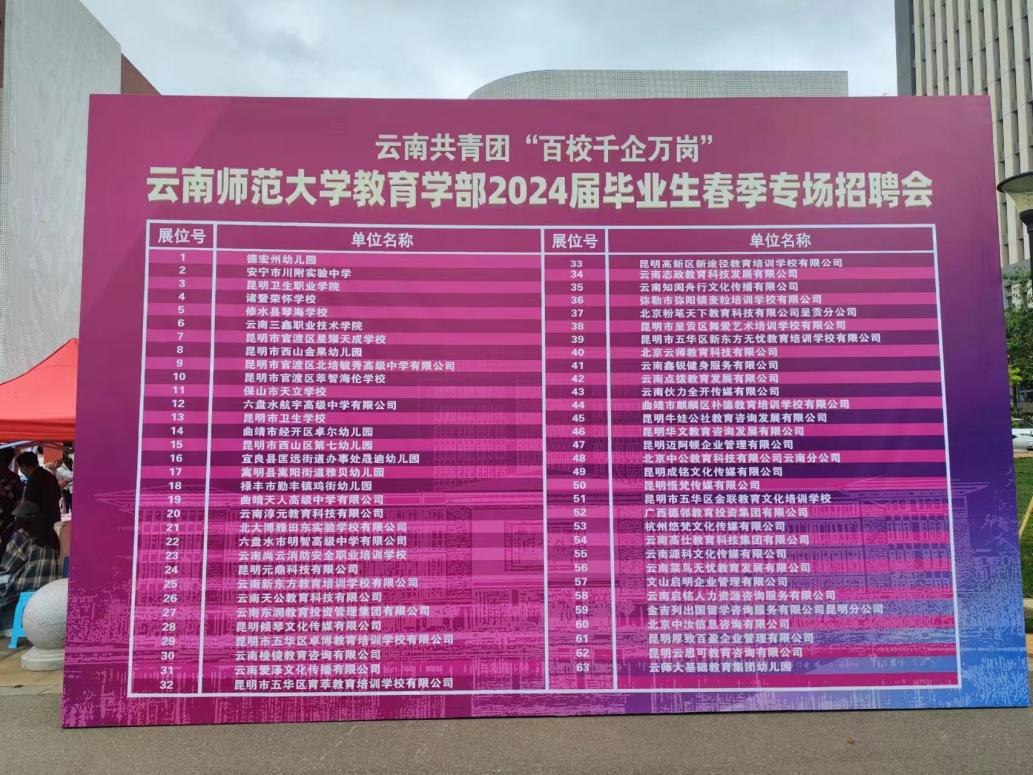 云南共青团“百校千企万岗”
云南师范大学教育学部2024届毕业生春季专场招聘会
展位号 单位名称
1 德宏州幼儿园
2 安宁市川附实验中学
3 昆明卫生职业学院
4 诸暨荣怀学校
5 修水县琴海学校
6 云南三鑫职业技术学院
7 昆明市官渡区星耀天成学校
8 昆明市西山金果幼儿园
9 昆明市官渡区北培毓秀高级中学有限公司
10 昆明市官渡区萃智海伦学校
11 保山市天立学校
12 六盘水航宇高级中学有限公司
13 昆明市卫生学校
14 曲靖市经开区卓尔幼儿园
15 昆明市西山区第七幼儿园
16 宜良县匡远街道办事处晟迪幼儿园
17 嵩明县嵩阳街道雅贝幼儿园
18 禄丰市勤丰镇鸡街幼儿园
19 曲靖天人高级中学有限公司
20 云南淳元教育科技有限公司
21 北大博雅田东实验学校有限公司
22 六盘水市明智高级中学有限公司
23 云南尚云消防安全职业培训学校
24 昆明元鼎科技有限公司
25 云南新东方教育培训学校有限公司
26 云南天公教育科技有限公司
27 云南东润教育投资管理集团有限公司
28 昆明倾琴文化传媒有限公司
29 昆明市五华区卓博教育培训学校有限公司
30 云南棱镜教育咨询有限公司
31 云南爱泽文化传播有限公司
32 昆明市五华区育萃教育培训学校有限公司
展位号 单位名称
33 昆明高新区新途径教育培训学校有限公司
34 云南志政教育科技发展有限公司
35 云南知闻舟行文化传播有限公司
36 弥勒市弥阳镇麦粒培训学校有限公司
37 北京粉笔天下教育科技有限公司呈贡分公司
38 昆明市呈贡区舞爱艺术培训学校有限公司
39 昆明市五华区新东方无忧教育培训学校有限公司
40 北京云师教育科技有限公司
41 云南鑫锐健身服务有限公司
42 云南点拨教育发展有限公司
43 云南伙力全开传媒有限公司
44 曲靖市麒麟区朴德教育培训学校有限公司
45 昆明牛娃公社教育咨询发展有限公司
46 昆明华文教育咨询发展有限公司
47 昆明迈阿顿企业管理有限公司
48 北京中公教育科技有限公司云南分公司
49 昆明成铭文化传媒有限公司
50 昆明悟梵传媒有限公司
51 昆明市五华区金联教育文化培训学校
52 广西德邻教育投资集团有限公司
53 杭州悠梵文化传媒有限公司
54 云南高仕教育科技集团有限公司
55 云南源科文化传媒有限公司
56 云南菜鸟无忧教育发展有限公司
57 文山启明企业管理有限公司
58 云南启铭人力资源咨询服务有限公司
59 金吉列出国留学咨询服务有限公司昆明分公司
60 北京中汝信息咨询有限公司
61 昆明厚致百盈企业管理有限公司
62 昆明云思可教育咨询有限公司
63 云师大基础教育集团幼儿园